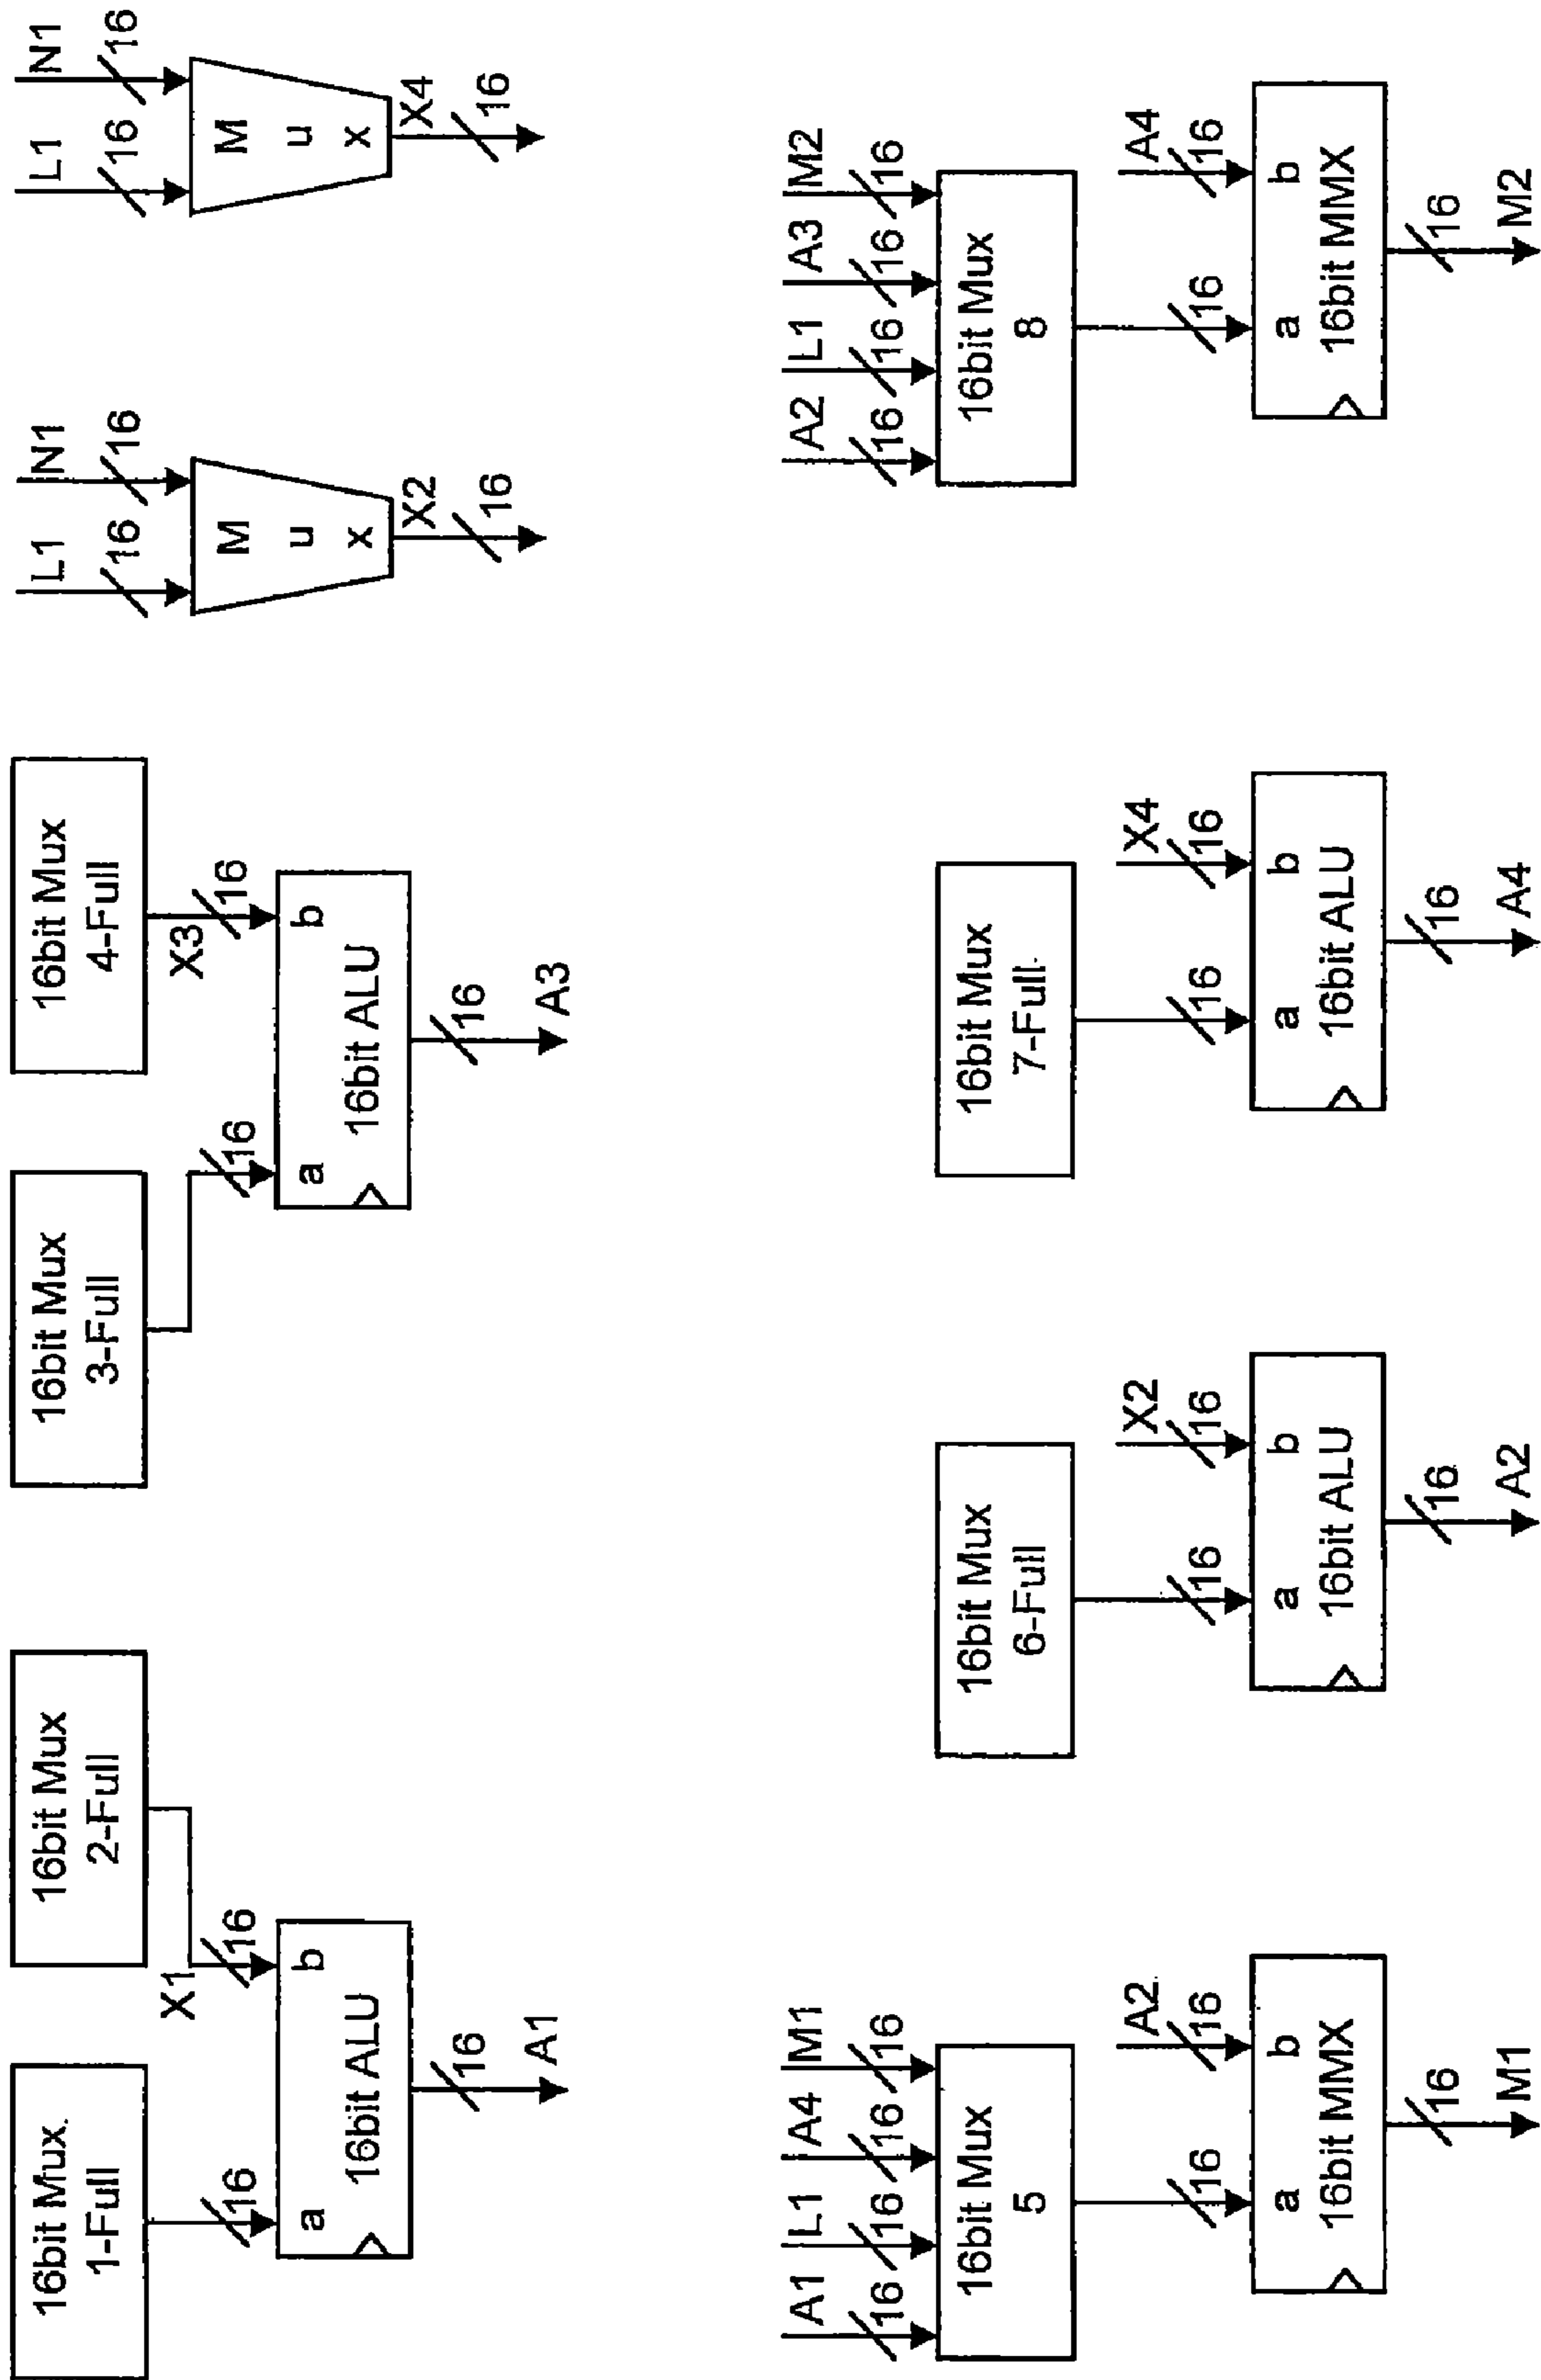 16bit Mux
1-Full
16bit Mux
2-Full
X1
16
16
a
b
16bit ALU
16
A1
16bit Mux
3-Full
16bit Mux
4-Full
X3
16
16
a
b
16bit ALU
16
A3
L1
N1
16
16
M
u
x
X2
16
L1
N1
16
16
M
u
x
X4
16
A1
L1
A4
M1
16
16
16
16
16bit Mux
5
A2
16
16
a
b
16bit MMX
16
M1
16bit Mux
6-Full
X2
16
16
a
b
16bit ALU
16
A2
16bit Mux
7-Full
X4
16
16
a
b
16bit ALU
16
A4
A2
L1
A3
M2
16
16
16
16
16bit Mux
8
A4
16
16
a
b
16bit MMX
16
M2